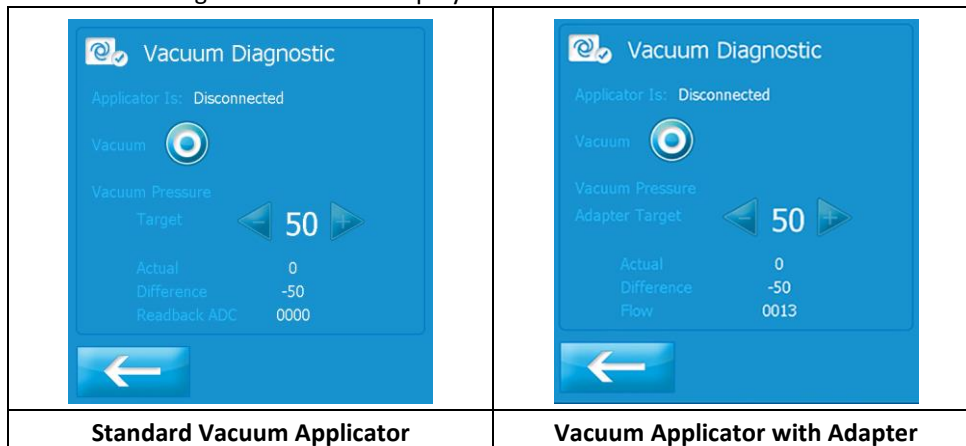 Vacuum Diagnostic
Applicator Is: Disconnected
Vacuum
Vacuum Pressure
Target - 50 +
Actual 0
Difference -50
Readback ADC 0000
Standard Vacuum Applicator
Vacuum Diagnostic
Applicator Is: Disconnected
Vacuum
Vacuum Pressure
Adapter Target - 50 +
Actual 0
Difference -50
Flow 0013
Vacuum Applicator with Adapter